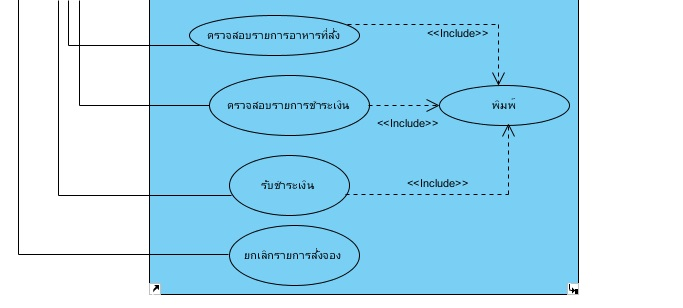 ตรวจสอบรายการอาหารที่สั่ง
<<Include>>
ตรวจสอบรายการชำระเงิน
พิมพ์
<<Include>>
รับชำระเงิน
<<Include>>
ยกเลิกรายการสั่งจอง